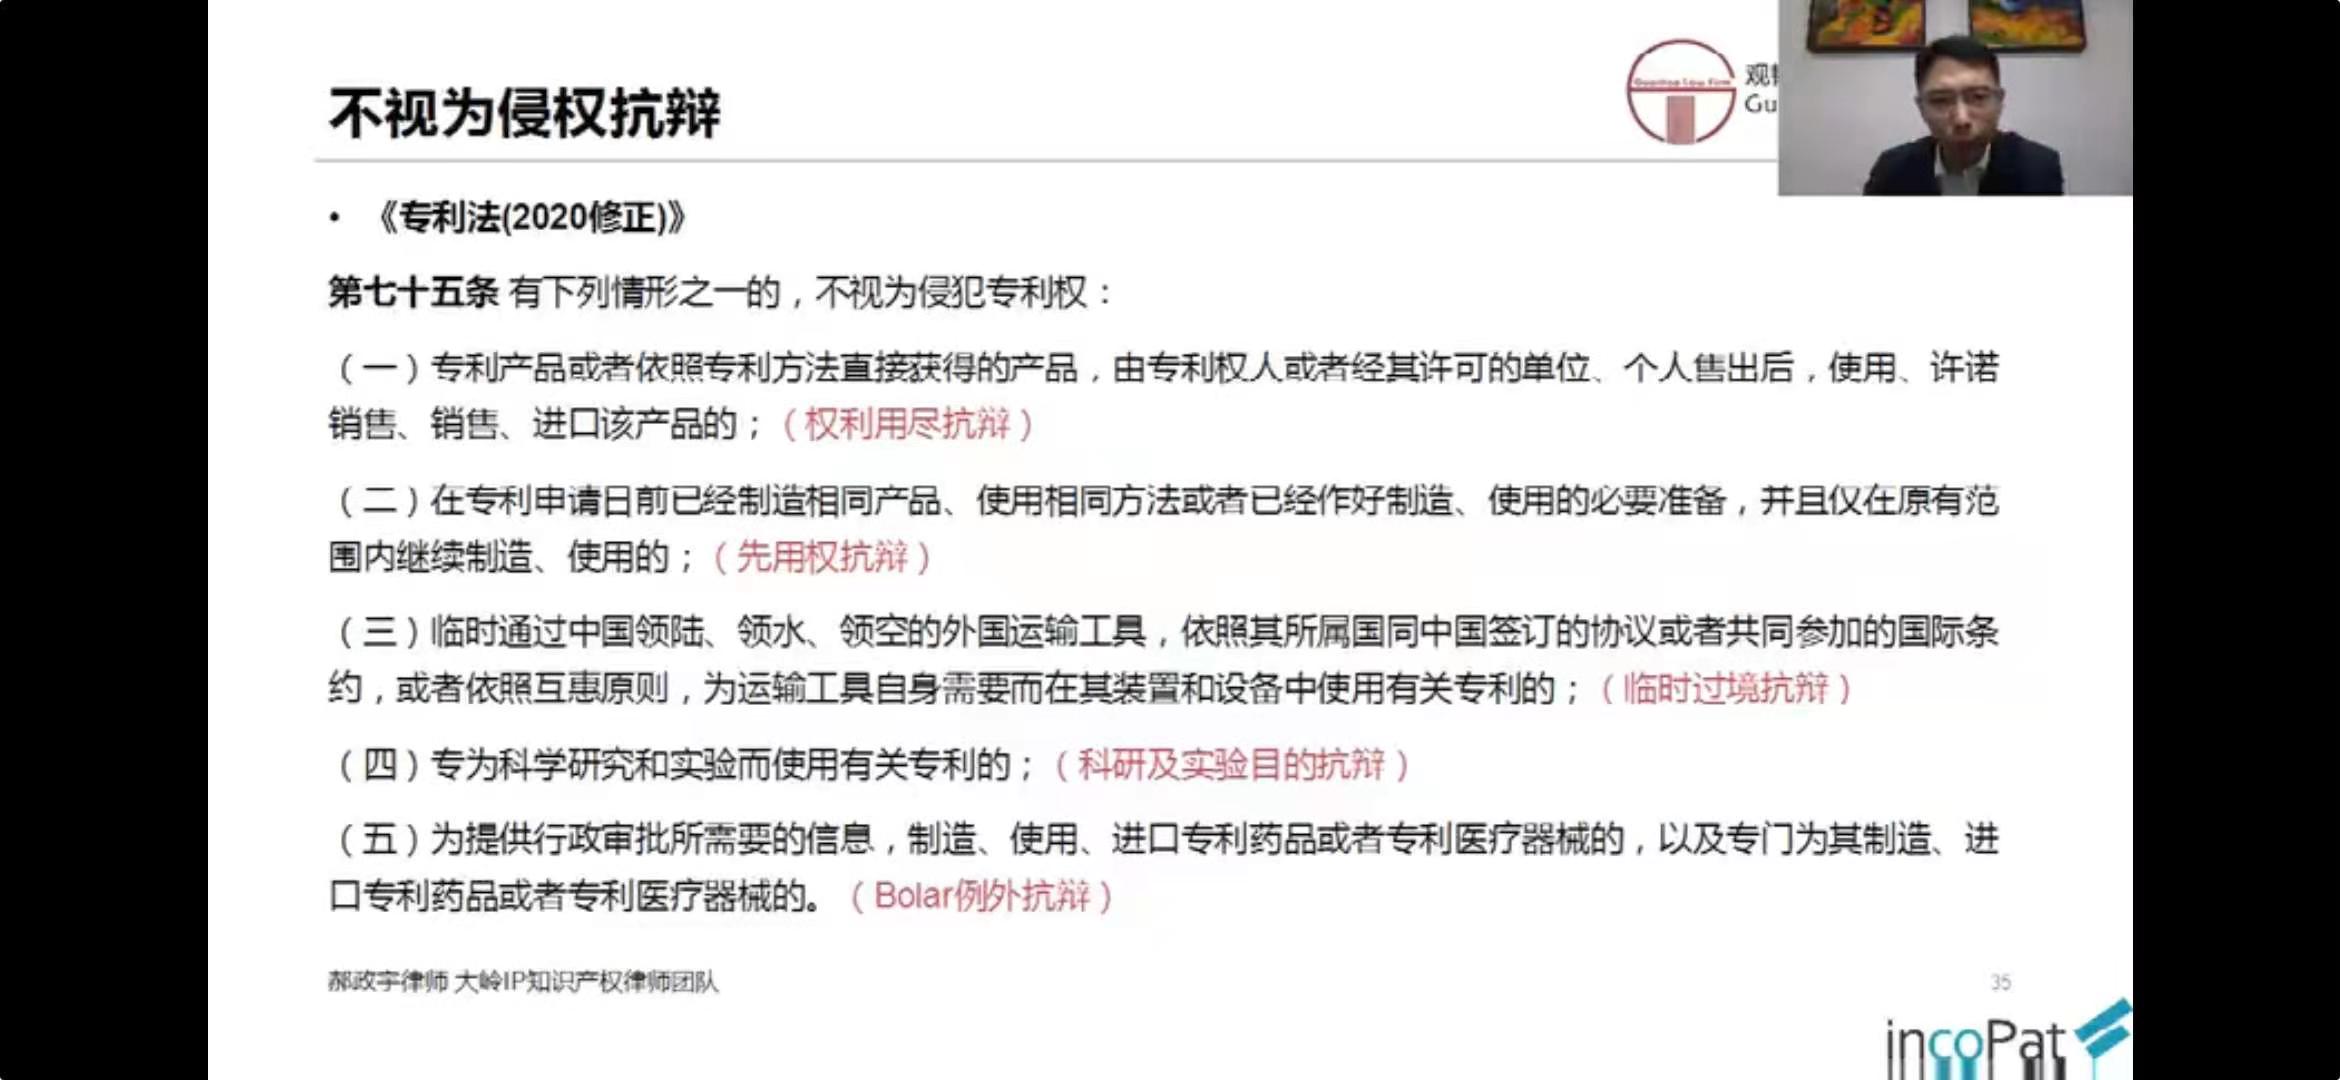 不视为侵权抗辩
Guantao Law Firm
观
Gu
• 《专利法(2020修正)》
第七十五条 有下列情形之一的，不视为侵犯专利权：
（一）专利产品或者依照专利方法直接获得的产品，由专利权人或者经其许可的单位、个人售出后，使用、许诺
销售、销售、进口该产品的；（权利用尽抗辩）
（二）在专利申请日前已经制造相同产品、使用相同方法或者已经作好制造、使用的必要准备，并且仅在原有范
围内继续制造、使用的；（先用权抗辩）
（三）临时通过中国领陆、领水、领空的外国运输工具，依照其所属国同中国签订的协议或者共同参加的国际条
约，或者依照互惠原则，为运输工具自身需要而在其装置和设备中使用有关专利的；（临时过境抗辩）
（四）专为科学研究和实验而使用有关专利的；（科研及实验目的抗辩）
（五）为提供行政审批所需要的信息，制造、使用、进口专利药品或者专利医疗器械的，以及专门为其制造、进
口专利药品或者专利医疗器械的。（Bolar例外抗辩）
郝政宇律师 大岭IP知识产权律师团队
35
incoPat